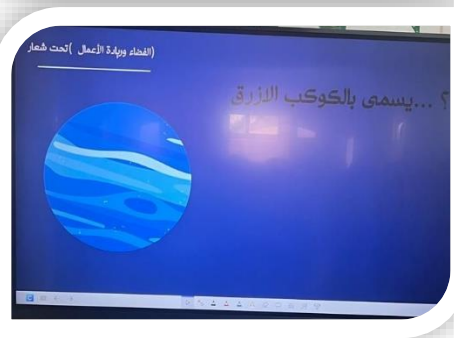 (الفضاء وريادة الأعمال )تحت شعار
؟ ...يسمى بالكوكب الازرق